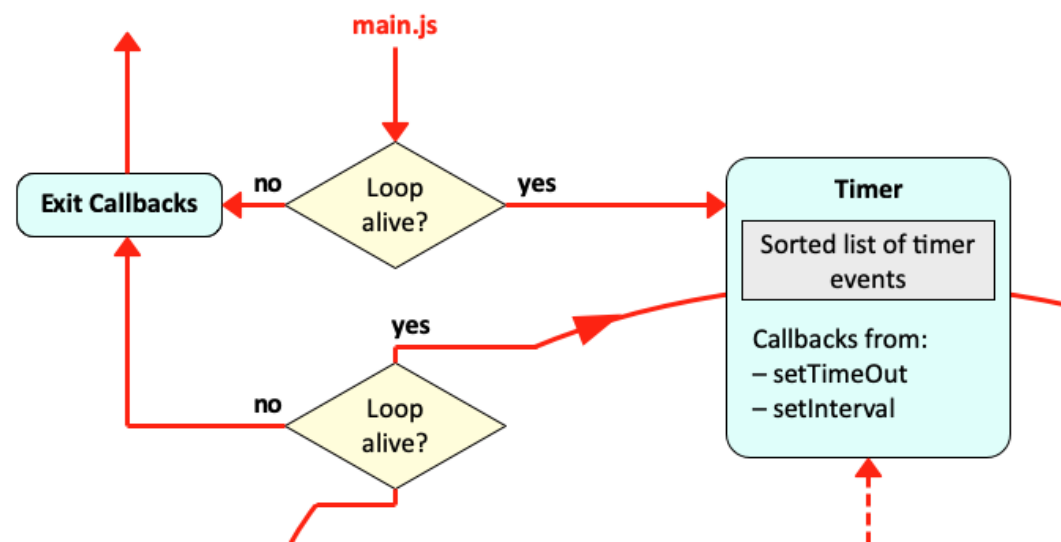 main.js
no
Loop
alive?
yes
Exit Callbacks
Timer
Sorted list of timer
events
yes
Callbacks from:
– setTimeOut
– setInterval
no
Loop
alive?